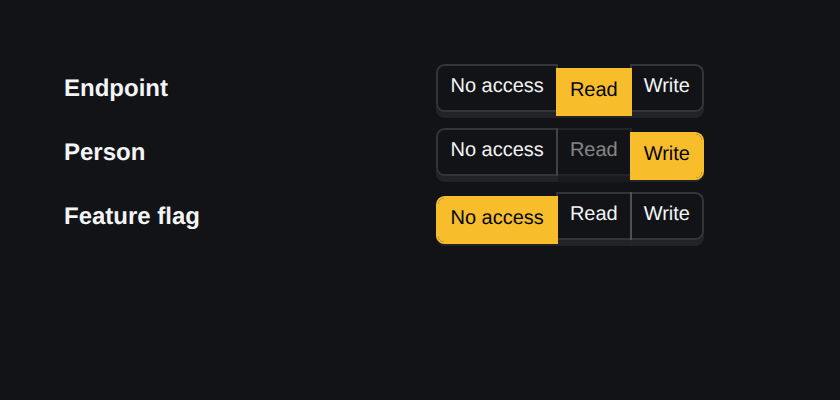 Endpoint No access Read Write
Person No access Read Write
Feature flag No access Read Write